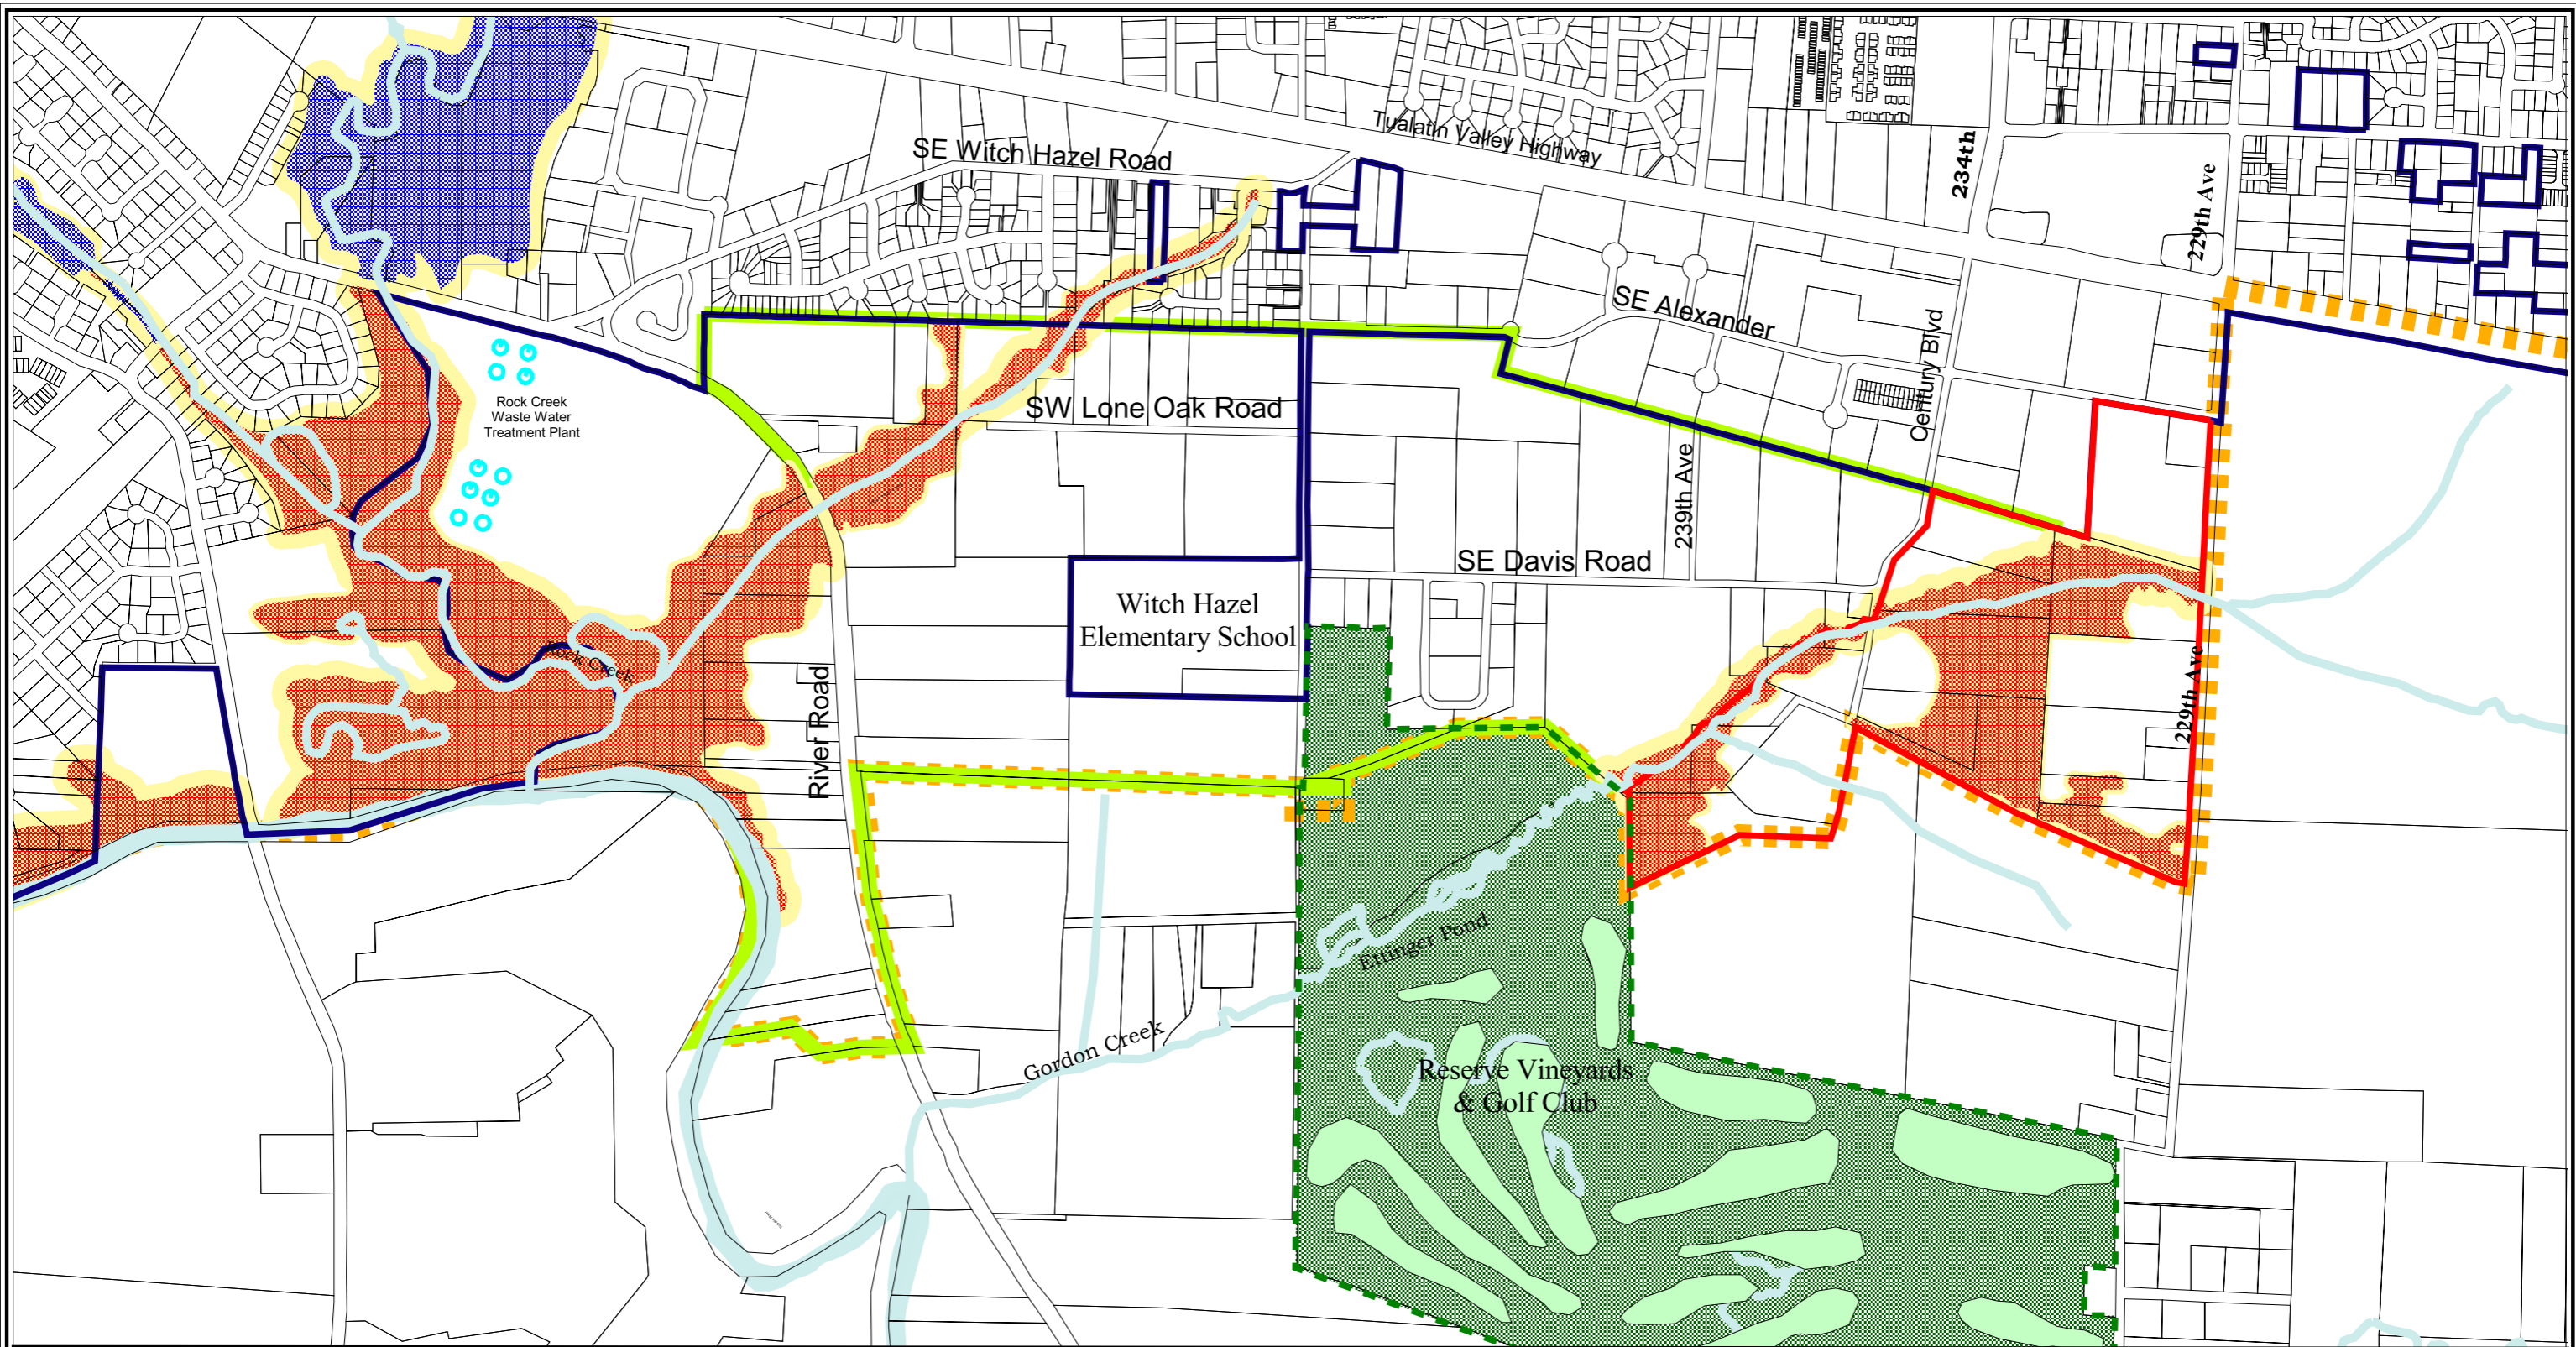 Tualatin Valley Highway
SE Witch Hazel Road
234th
229th Ave
SE Alexander
Century Blvd
Rock Creek
Waste Water
Treatment Plant
SW Lone Oak Road
239th Ave
SE Davis Road
Witch Hazel
Elementary School
Rock Creek
River Road
229th Ave
Ettinger Pond
Gordon Creek
Reserve Vineyards
& Golf Club